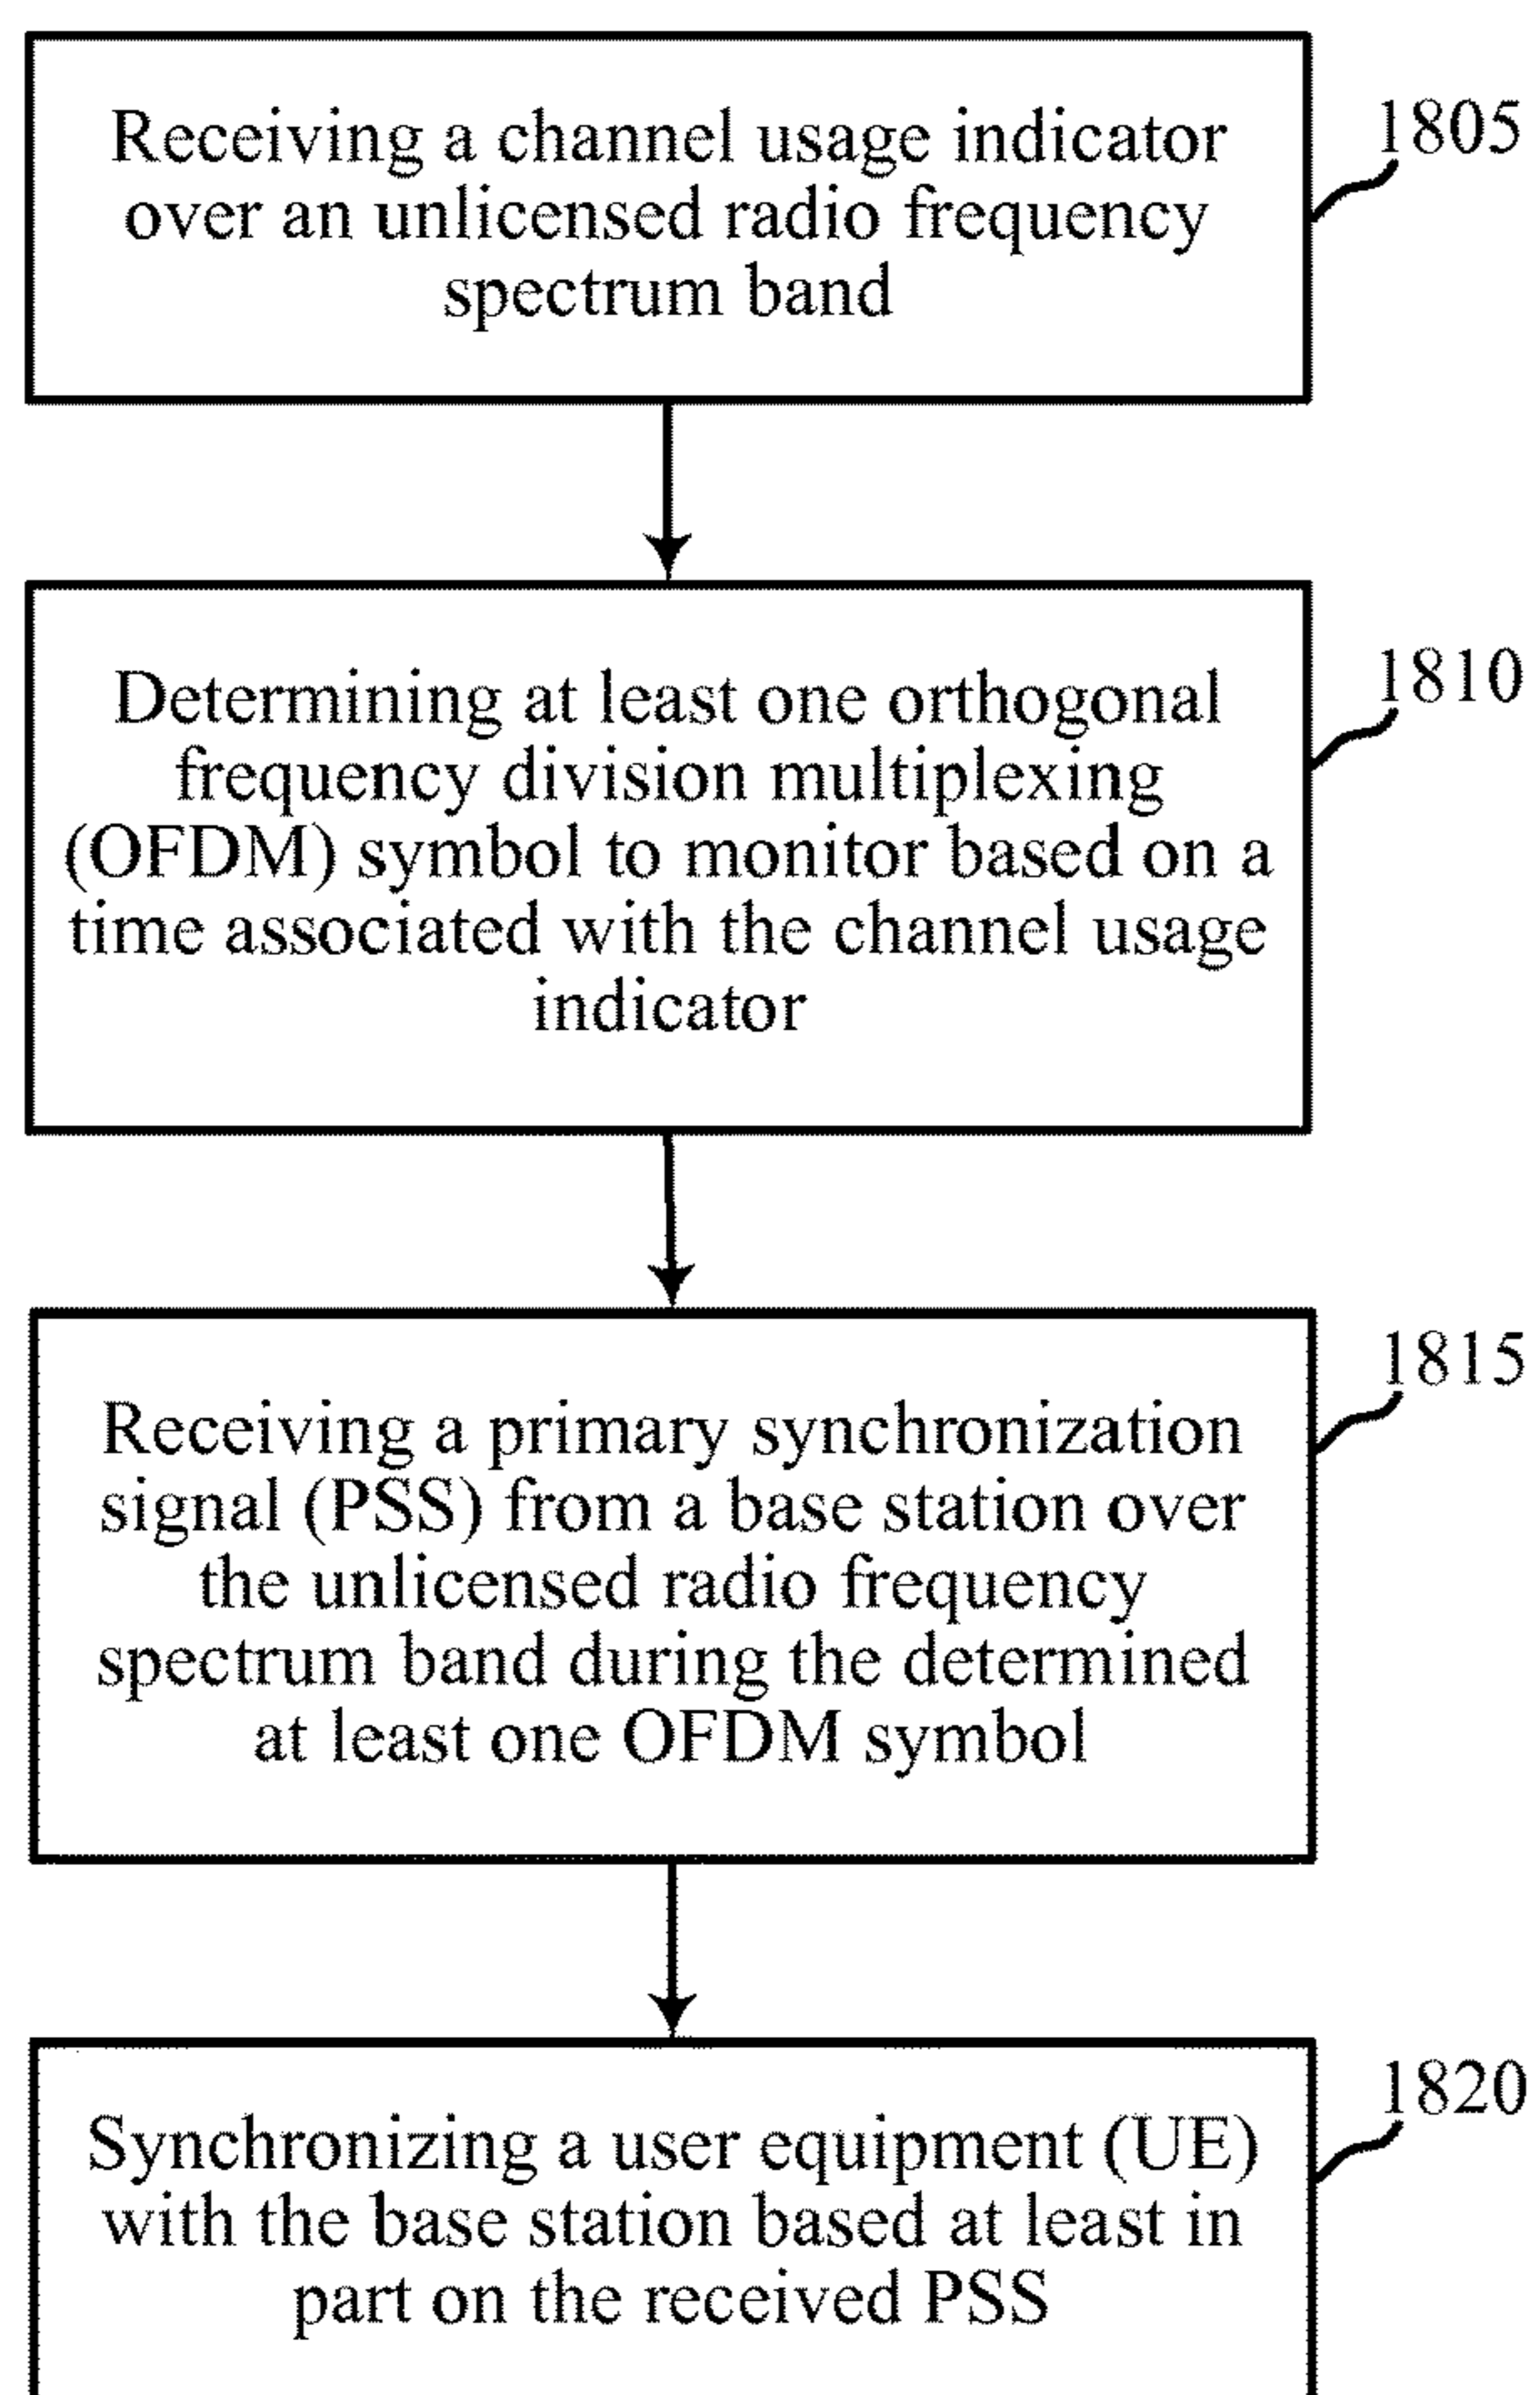 Receiving a channel usage indicator
over an unlicensed radio frequency
spectrum band
1805
Determining at least one orthogonal
frequency division multiplexing
(OFDM) symbol to monitor based on a
time associated with the channel usage
indicator
1810
Receiving a primary synchronization
signal (PSS) from a base station over
the unlicensed radio frequency
spectrum band during the determined
at least one OFDM symbol
1815
Synchronizing a user equipment (UE)
with the base station based at least in
part on the received PSS
1820